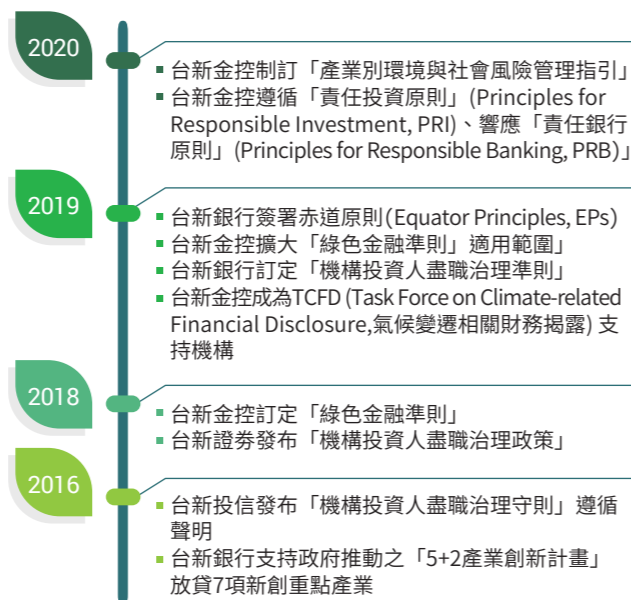 2020
▪ 台新金控制訂「產業別環境與社會風險管理指引」
▪ 台新金控遵循「責任投資原則」(Principles for
Responsible Investment, PRI)、響應「責任銀行
原則」(Principles for Responsible Banking, PRB)」
2019
▪ 台新銀行簽署赤道原則(Equator Principles, EPs)
▪ 台新金控擴大「綠色金融準則」適用範圍」
▪ 台新銀行訂定「機構投資人盡職治理準則」
▪ 台新金控成為TCFD (Task Force on Climate-related
Financial Disclosure,氣候變遷相關財務揭露) 支
持機構
2018
▪ 台新金控訂定「綠色金融準則」
▪ 台新證券發布「機構投資人盡職治理政策」
2016
▪ 台新投信發布「機構投資人盡職治理守則」遵循
聲明
▪ 台新銀行支持政府推動之「5+2產業創新計畫」
放貸7項新創重點產業